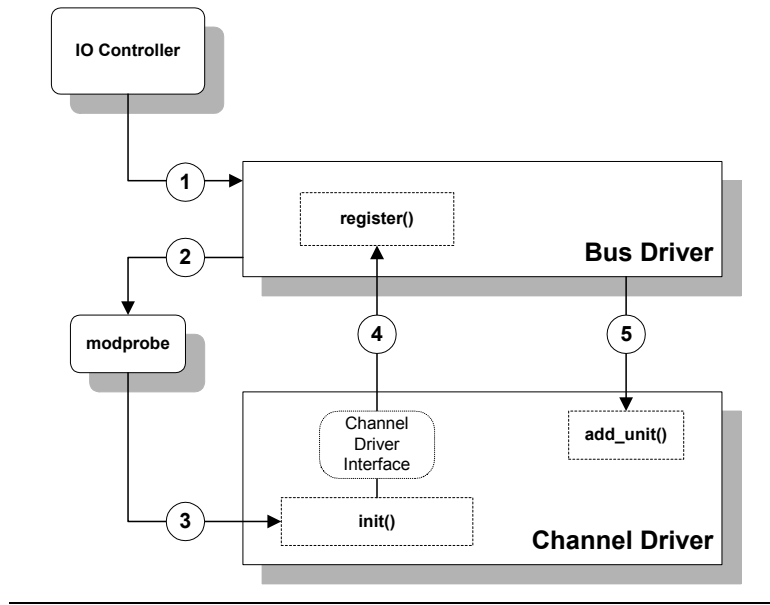 IO Controller
1
register()
2
Bus Driver
modprobe
4
5
Channel
Driver
Interface
add_unit()
3
init()
Channel Driver